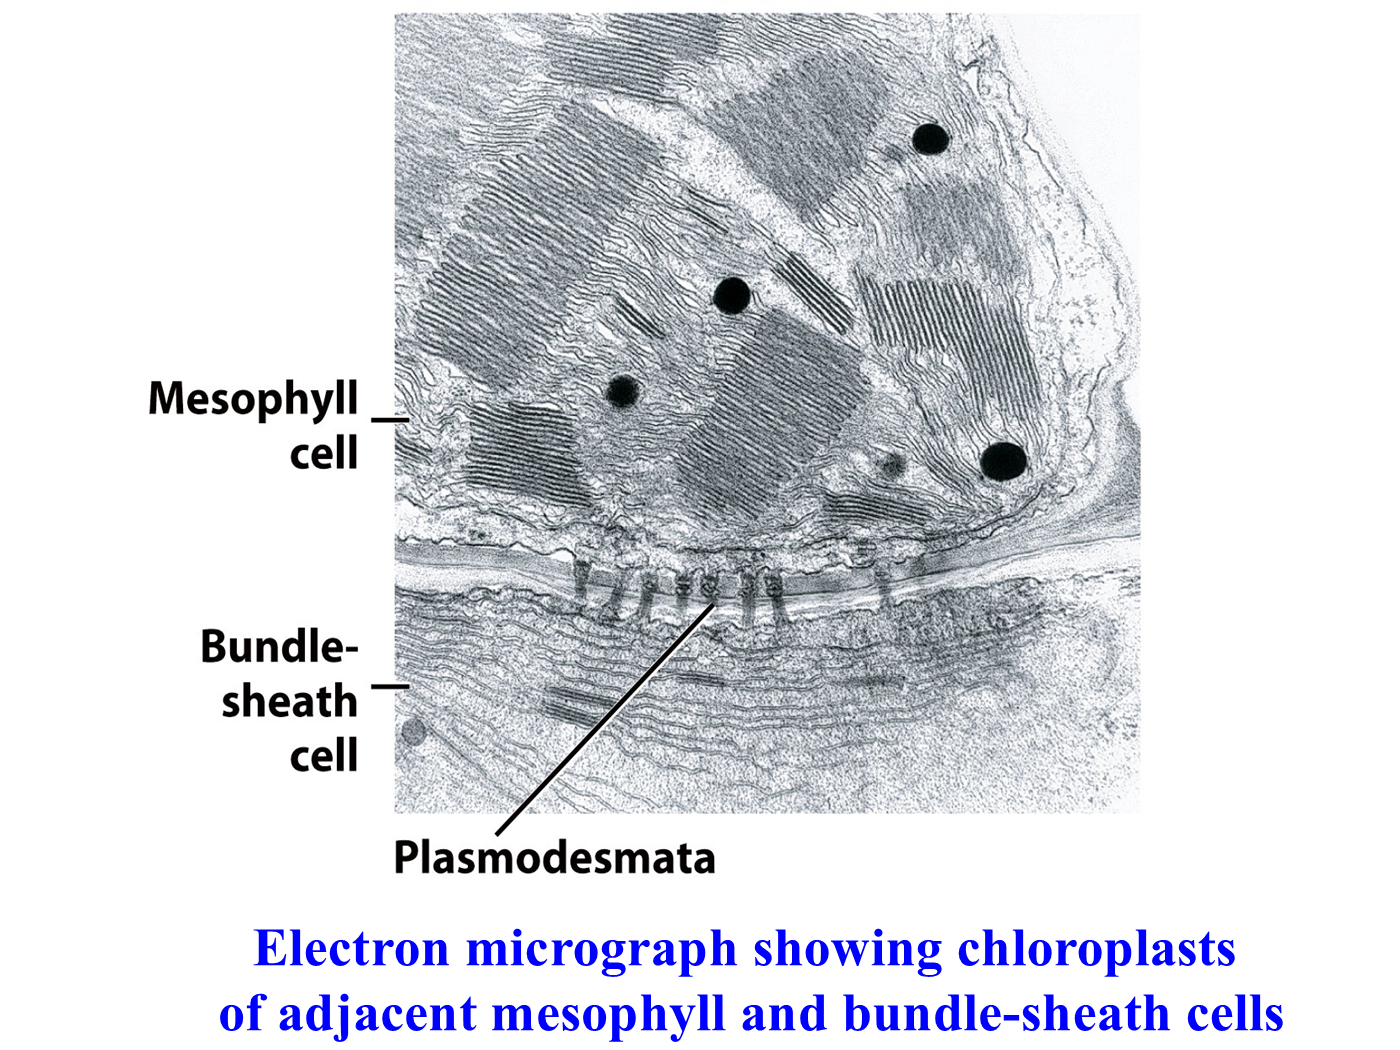 Mesophyll
cell
Bundle-
sheath
cell
Plasmodesmata
Electron micrograph showing chloroplasts
of adjacent mesophyll and bundle-sheath cells